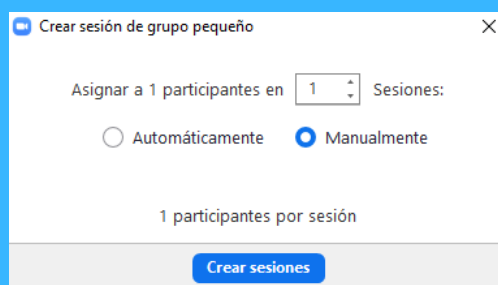 Crear sesión de grupo pequeño
Asignar a 1 participantes en 1 Sesiones:
Automáticamente Manualmente
1 participantes por sesión
Crear sesiones